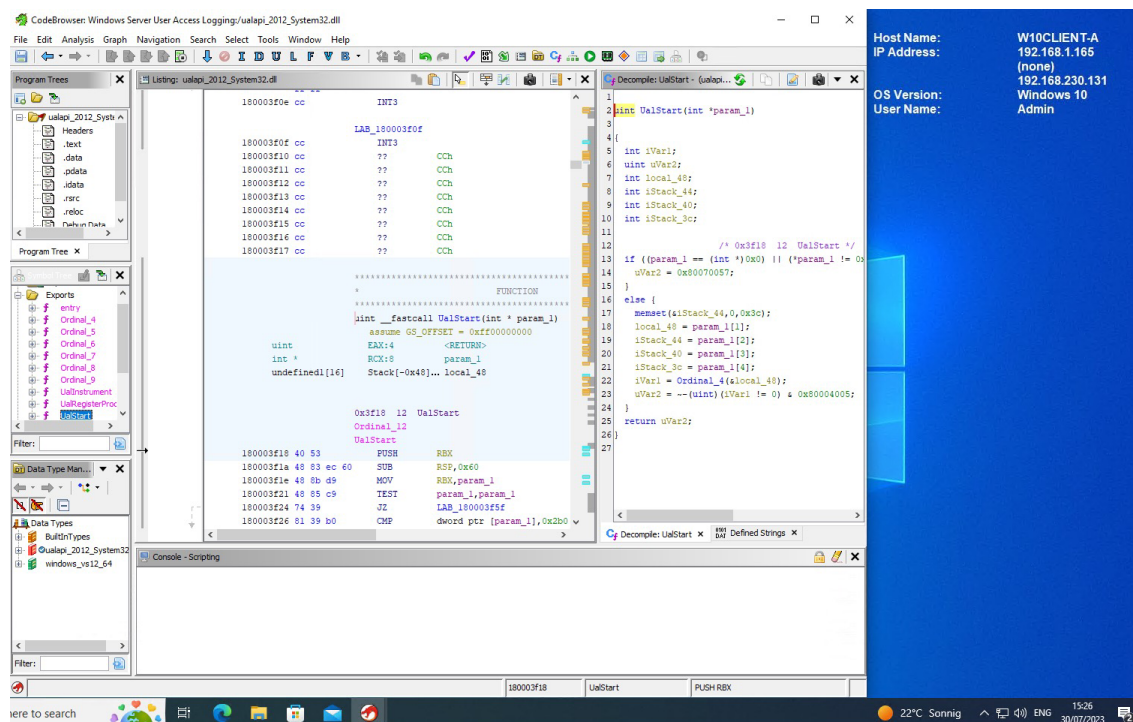 CodeBrowser: Windows Server User Access Logging:/ualapi_2012_System32.dll
File Edit Analysis Graph Navigation Search Select Tools Window Help
I D U L F V B
Program Trees
ualapi_2012_Syste
Headers
.text
.data
.pdata
.idata
.rsrc
.reloc
Debug Data
Program Tree
Exports
entry
Ordinal_4
Ordinal_5
Ordinal_6
Ordinal_7
Ordinal_8
Ordinal_9
UalInstrument
UalRegisterProc
UalStart
Filter:
Data Type Man...
Data Types
BuiltInTypes
ualapi_2012_System32
windows_vs12_64
Filter:
Listing: ualapi_2012_System32.dll
180003f0e cc INT3
LAB_180003f0f
180003f0f cc INT3
180003f10 cc ?? CCh
180003f11 cc ?? CCh
180003f12 cc ?? CCh
180003f13 cc ?? CCh
180003f14 cc ?? CCh
180003f15 cc ?? CCh
180003f16 cc ?? CCh
180003f17 cc ?? CCh
* FUNCTION
uint __fastcall UalStart(int * param_1)
assume GS_OFFSET = 0xff00000000
uint EAX:4 <RETURN>
int * RCX:8 param_1
undefined1[16] Stack[-0x48]... local_48
0x3f18 12 UalStart
Ordinal_12
UalStart
180003f18 40 53 PUSH RBX
180003f1a 48 83 ec 60 SUB RSP,0x60
180003f1e 48 8b d9 MOV RBX,param_1
180003f21 48 85 c9 TEST param_1,param_1
180003f24 74 39 JZ LAB_180003f5f
180003f26 81 39 b0 CMP dword ptr [param_1],0x2b0
Decompile: UalStart - (ualapi...
1
2 uint UalStart(int *param_1)
3
4 {
5 int iVar1;
6 uint uVar2;
7 int local_48;
8 int iStack_44;
9 int iStack_40;
10 int iStack_3c;
11
12 /* 0x3f18 12 UalStart */
13 if ((param_1 == (int *)0x0) || (*param_1 != 0x
14 uVar2 = 0x80070057;
15 }
16 else {
17 memset(&iStack_44,0,0x3c);
18 local_48 = param_1[1];
19 iStack_44 = param_1[2];
20 iStack_40 = param_1[3];
21 iStack_3c = param_1[4];
22 iVar1 = Ordinal_4(&local_48);
23 uVar2 = ~-(uint)(iVar1 != 0) & 0x80004005;
24 }
25 return uVar2;
26 }
27
Decompile: UalStart Defined Strings
Console - Scripting
180003f18 UalStart PUSH RBX
Host Name: W10CLIENT-A
IP Address: 192.168.1.165
(none)
192.168.230.131
OS Version: Windows 10
User Name: Admin
here to search
22°C Sonnig ENG 15:26
30/07/2023